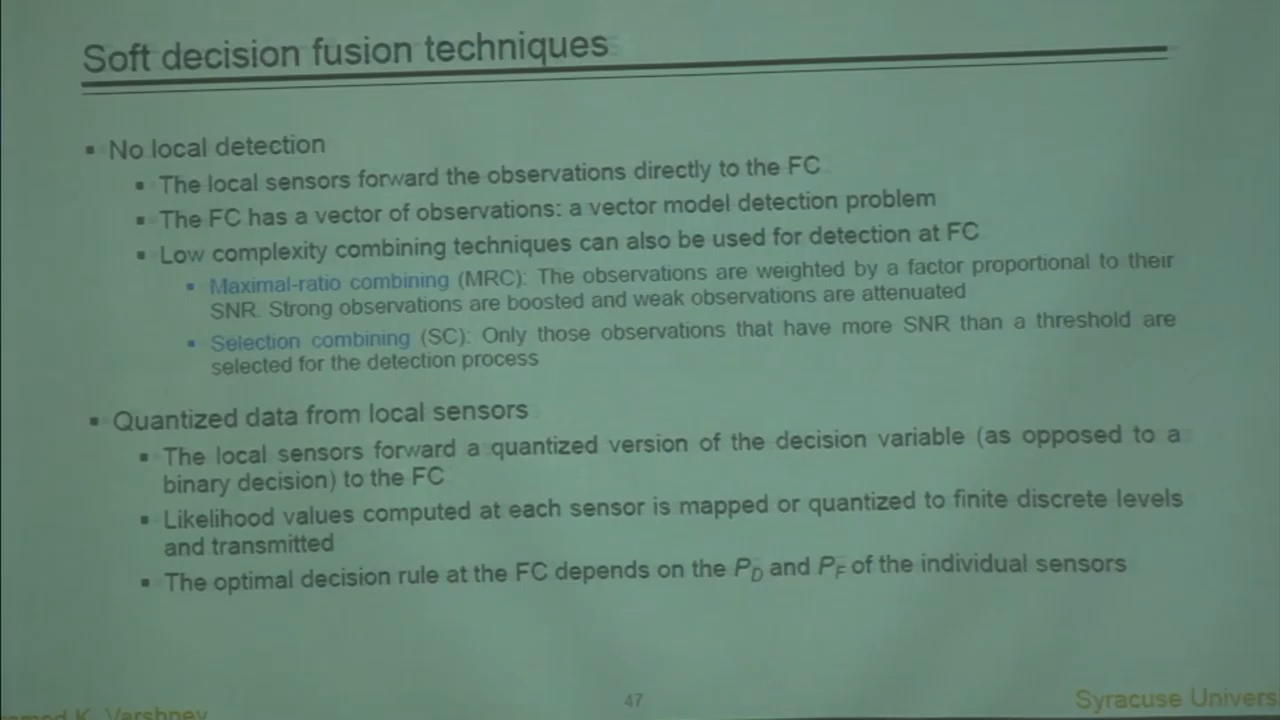 Soft decision fusion techniques
▪ No local detection
▪ The local sensors forward the observations directly to the FC
▪ The FC has a vector of observations: a vector model detection problem
▪ Low complexity combining techniques can also be used for detection at FC
▪ Maximal-ratio combining (MRC): The observations are weighted by a factor proportional to their
SNR. Strong observations are boosted and weak observations are attenuated
▪ Selection combining (SC): Only those observations that have more SNR than a threshold are
selected for the detection process
▪ Quantized data from local sensors
▪ The local sensors forward a quantized version of the decision variable (as opposed to a
binary decision) to the FC
▪ Likelihood values computed at each sensor is mapped or quantized to finite discrete levels
and transmitted
▪ The optimal decision rule at the FC depends on the P_D and P_F of the individual sensors
K. Varshney
47
Syracuse Univers